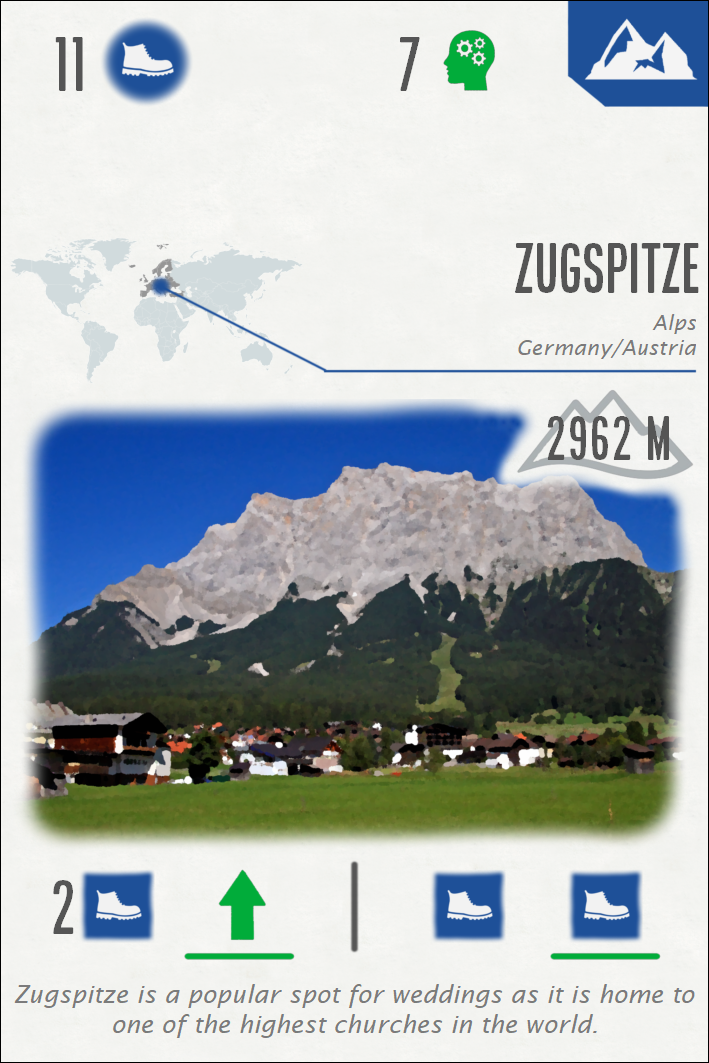 11
7
ZUGSPITZE
Alps
Germany/Austria
2962 M
2
Zugspitze is a popular spot for weddings as it is home to
one of the highest churches in the world.